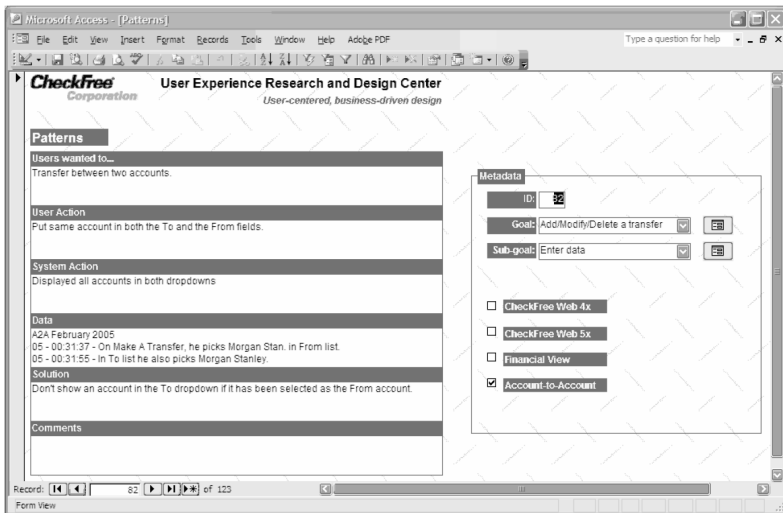 Microsoft Access - [Patterns]
File Edit View Insert Format Records Tools Window Help Adobe PDF
Type a question for help
CheckFree
Corporation
User Experience Research and Design Center
User-centered, business-driven design
Patterns
Users wanted to...
Transfer between two accounts.
User Action
Put same account in both the To and the From fields.
System Action
Displayed all accounts in both dropdowns
Data
A2A February 2005
05 - 00:31:37 - On Make A Transfer, he picks Morgan Stan. in From list.
05 - 00:31:55 - In To list he also picks Morgan Stanley.
Solution
Don't show an account in the To dropdown if it has been selected as the From account.
Comments
Metadata
ID: 82
Goal: Add/Modify/Delete a transfer
Sub-goal: Enter data
CheckFree Web 4x
CheckFree Web 5x
Financial View
Account-to-Account
Record: 82 of 123
Form View